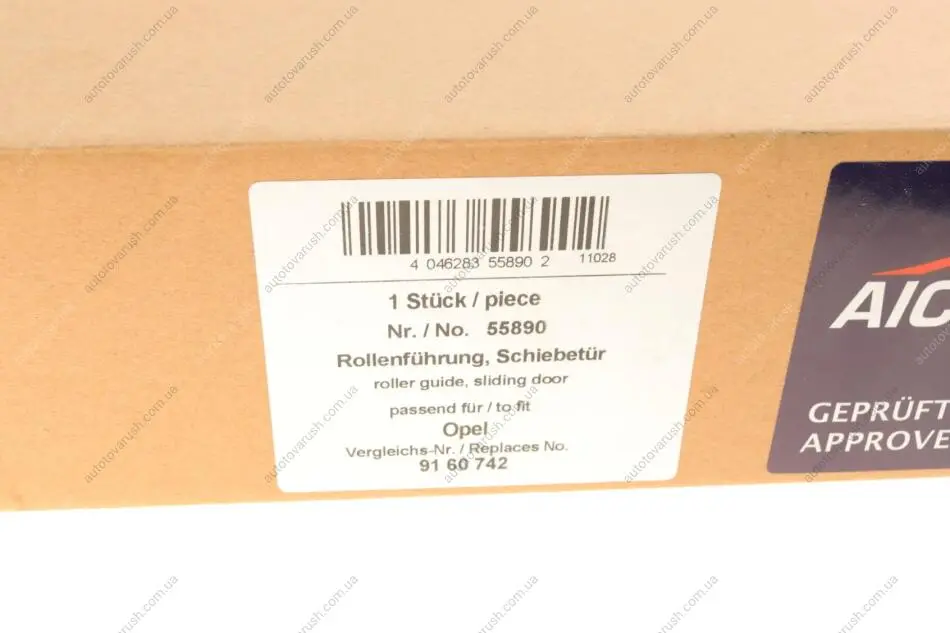 4 046283 55890 2 11028
1 Stück / piece
Nr. / No. 55890
Rollenführung, Schiebetür
roller guide, sliding door
passend für / to fit
Opel
Vergleichs-Nr. / Replaces No.
91 60 742
AIC
GEPRÜFT
APPROVE
autotovarush.com.ua